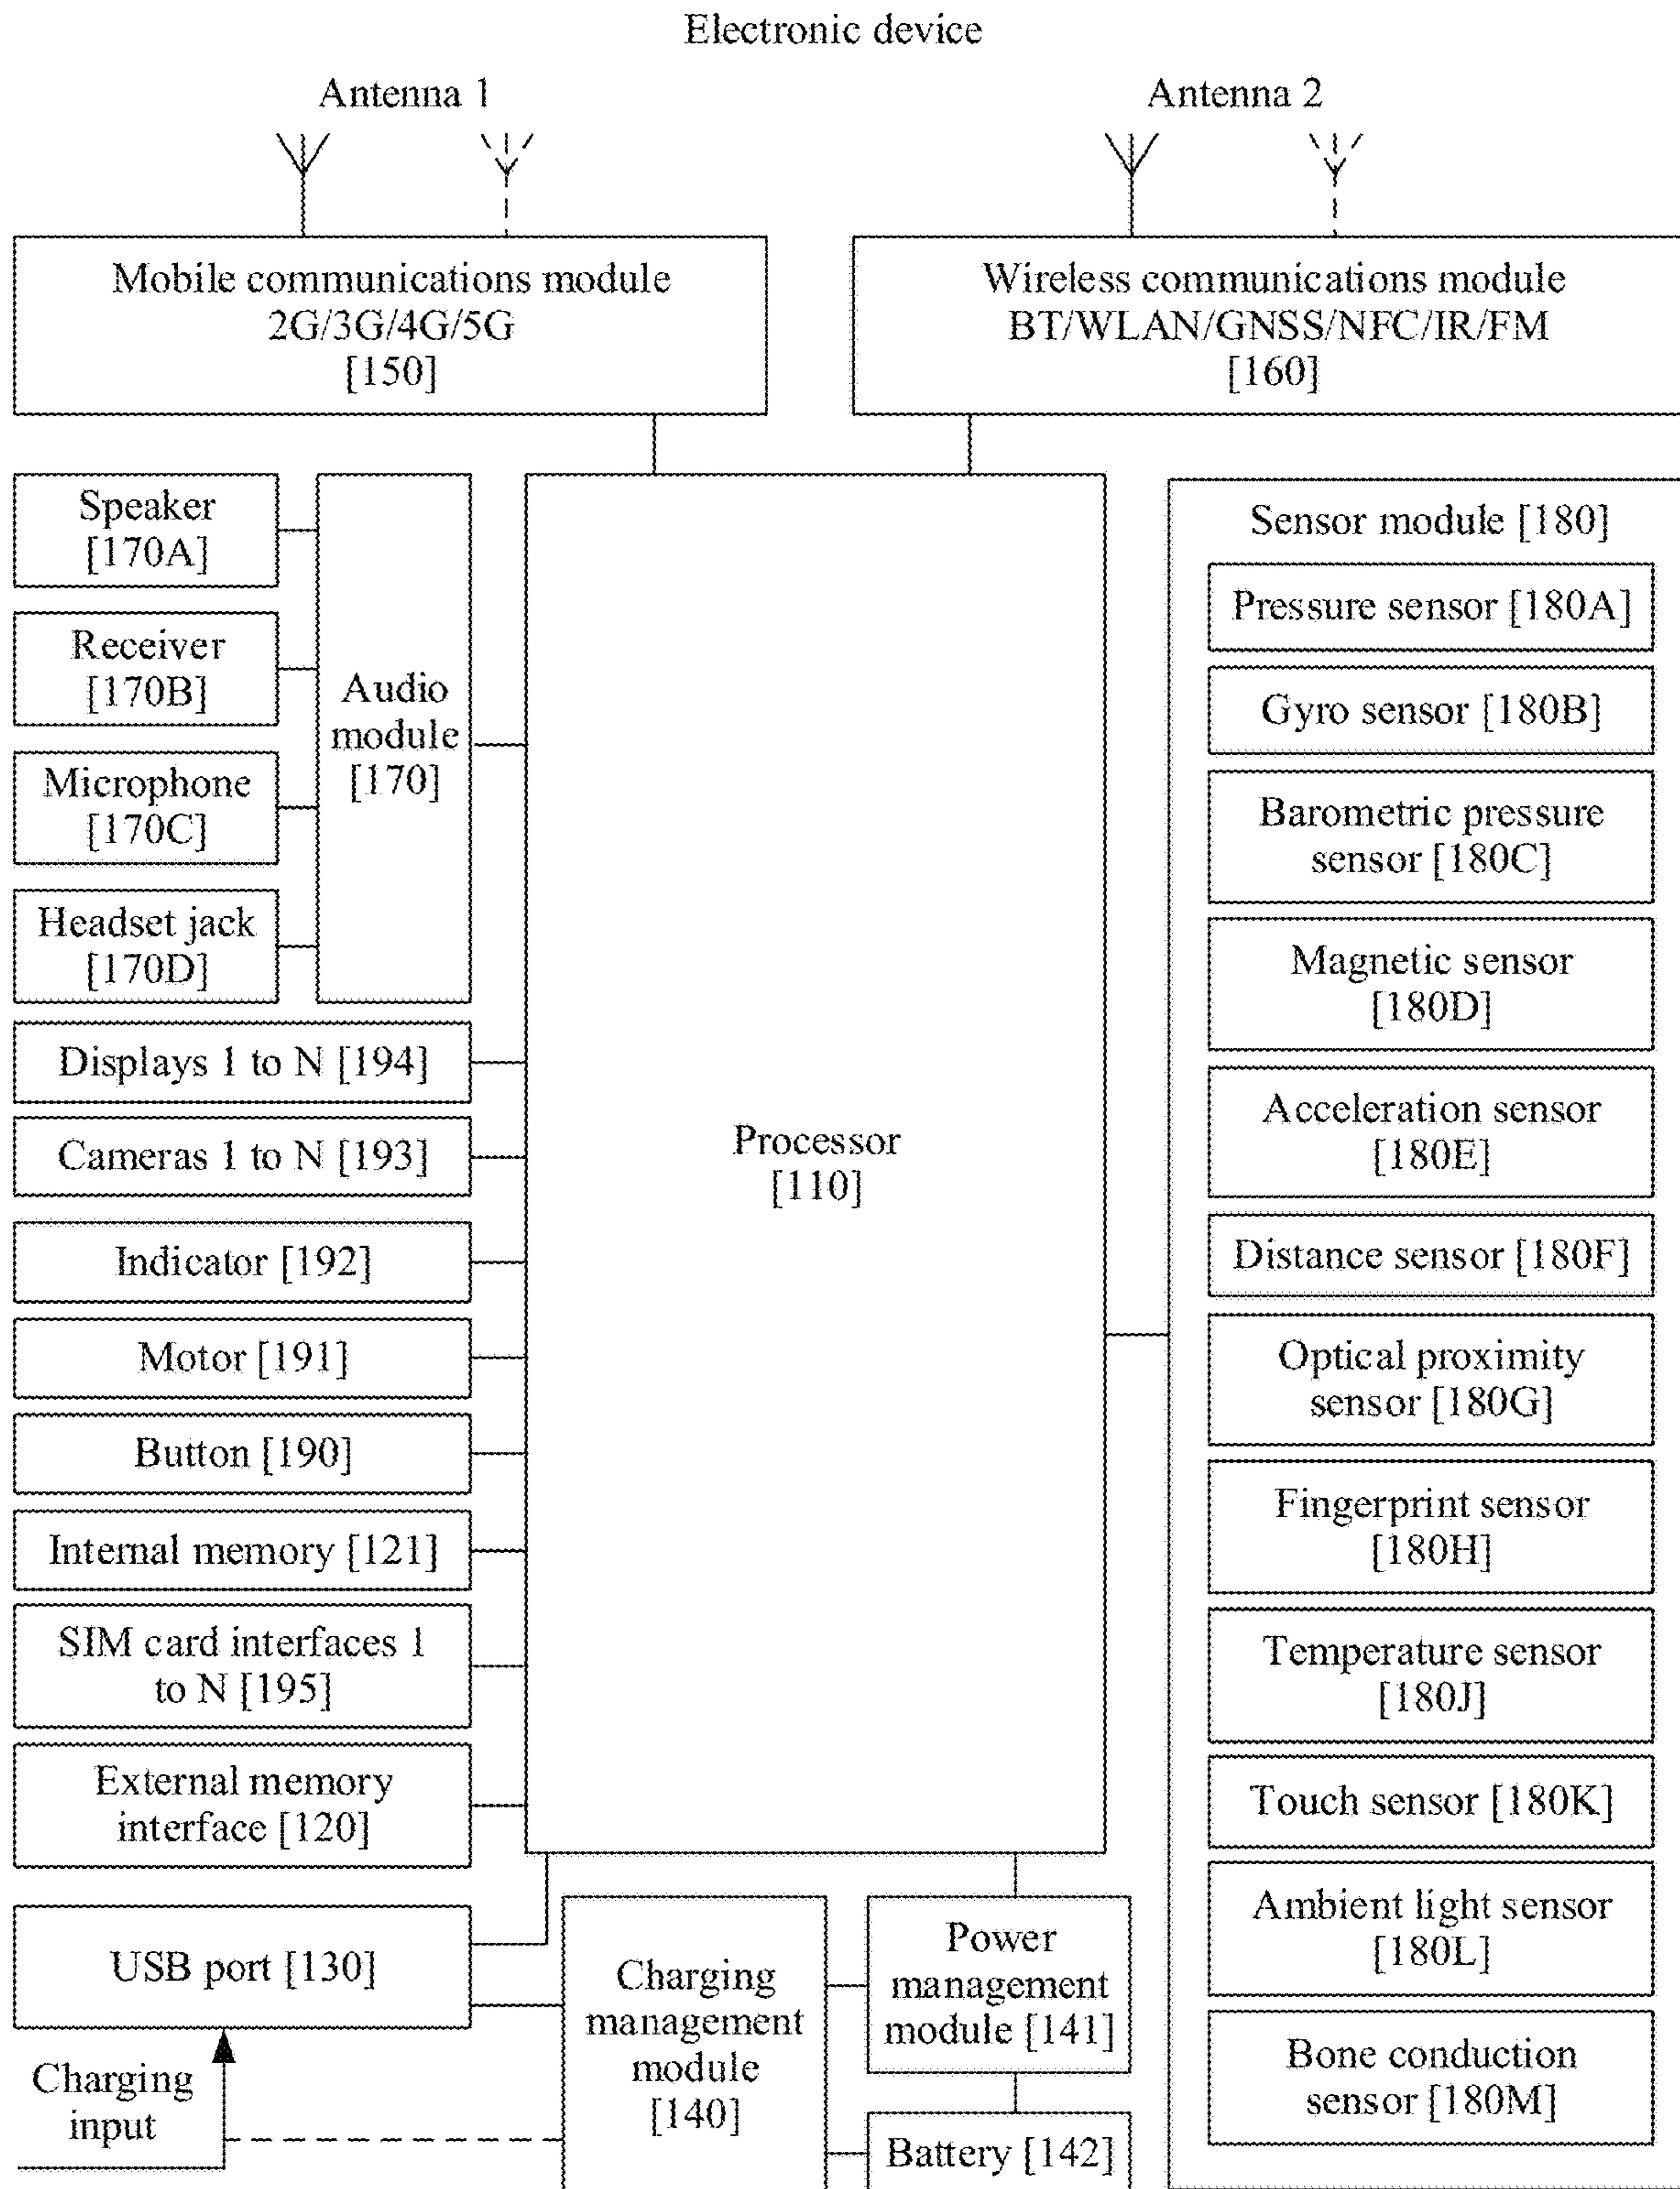 Electronic device
Antenna 1
Antenna 2
Mobile communications module
2G/3G/4G/5G
[150]
Wireless communications module
BT/WLAN/GNSS/NFC/IR/FM
[160]
Speaker
[170A]
Receiver
[170B]
Microphone
[170C]
Headset jack
[170D]
Audio
module
[170]
Displays 1 to N [194]
Cameras 1 to N [193]
Indicator [192]
Motor [191]
Button [190]
Internal memory [121]
SIM card interfaces 1
to N [195]
External memory
interface [120]
USB port [130]
Charging
input
Processor
[110]
Charging
management
module
[140]
Power
management
module [141]
Battery [142]
Sensor module [180]
Pressure sensor [180A]
Gyro sensor [180B]
Barometric pressure
sensor [180C]
Magnetic sensor
[180D]
Acceleration sensor
[180E]
Distance sensor [180F]
Optical proximity
sensor [180G]
Fingerprint sensor
[180H]
Temperature sensor
[180J]
Touch sensor [180K]
Ambient light sensor
[180L]
Bone conduction
sensor [180M]